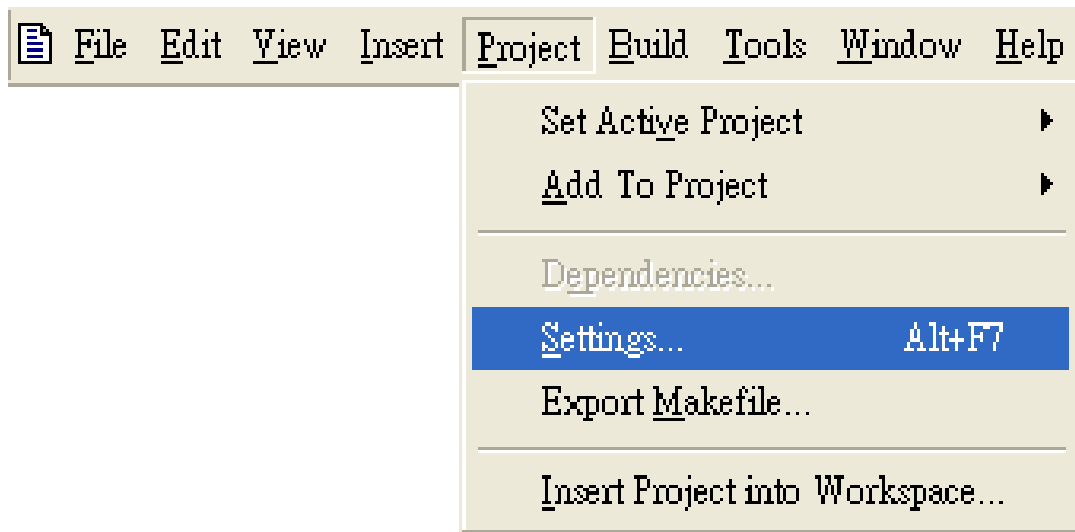 File Edit View Insert Project Build Tools Window Help
Set Active Project
Add To Project
Dependencies...
Settings... Alt+F7
Export Makefile...
Insert Project into Workspace...